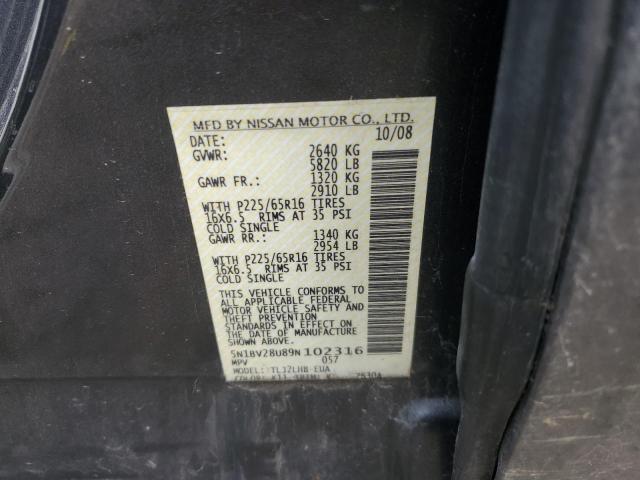 MFD BY NISSAN MOTOR CO., LTD.
DATE: 10/08
GVWR: 2640 KG
5820 LB
GAWR FR.: 1320 KG
2910 LB
WITH P225/65R16 TIRES
16X6.5 RIMS AT 35 PSI
COLD SINGLE
GAWR RR.: 1340 KG
2954 LB
WITH P225/65R16 TIRES
16X6.5 RIMS AT 35 PSI
COLD SINGLE
THIS VEHICLE CONFORMS TO
ALL APPLICABLE FEDERAL
MOTOR VEHICLE SAFETY AND
THEFT PREVENTION
STANDARDS IN EFFECT ON
THE DATE OF MANUFACTURE
SHOWN ABOVE.
5N1BV28U89N102316
MPV 057
MODEL:
COLOR: K11